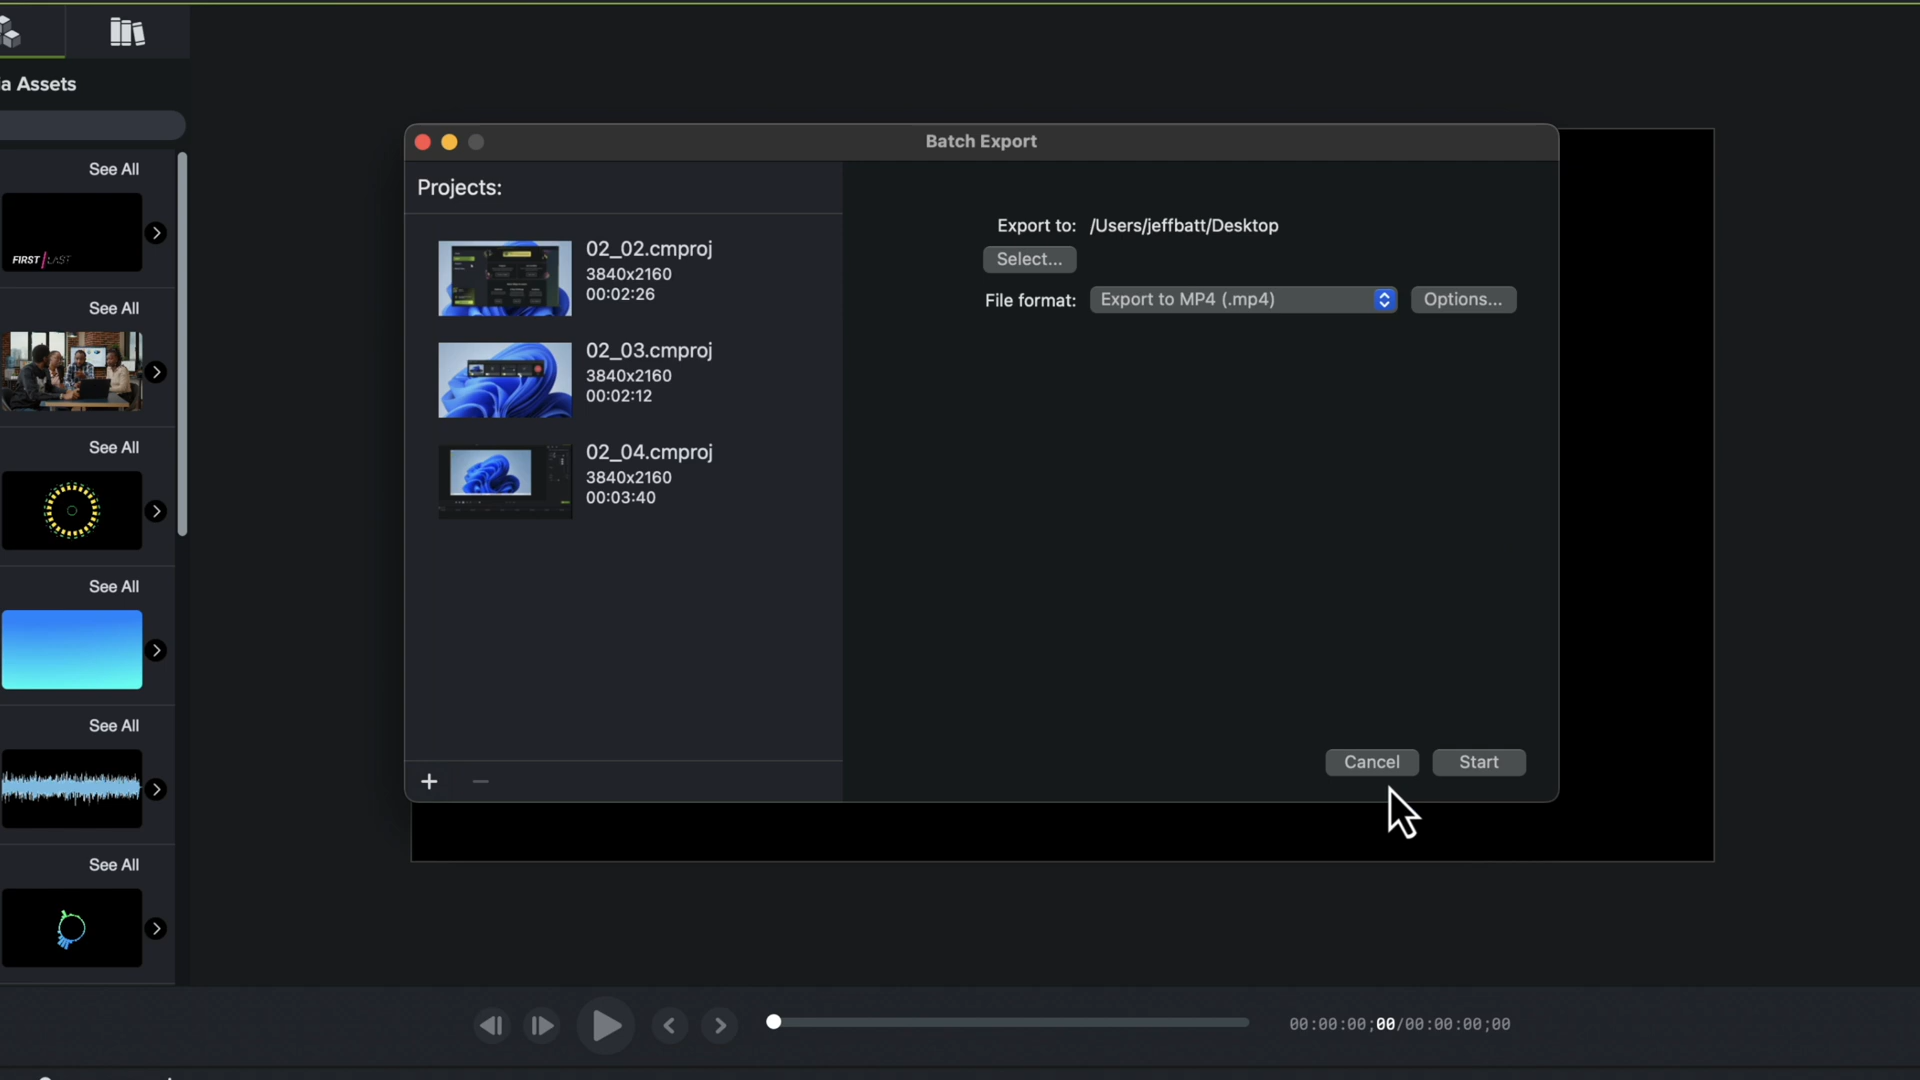 a Assets
See All
FIRST/LAST
See All
See All
See All
See All
See All
Batch Export
Projects:
02_02.cmproj
3840x2160
00:02:26
02_03.cmproj
3840x2160
00:02:12
02_04.cmproj
3840x2160
00:03:40
Export to: /Users/jeffbatt/Desktop
Select...
File format: Export to MP4 (.mp4) Options...
Cancel Start
00:00:00;00/00:00:00;00